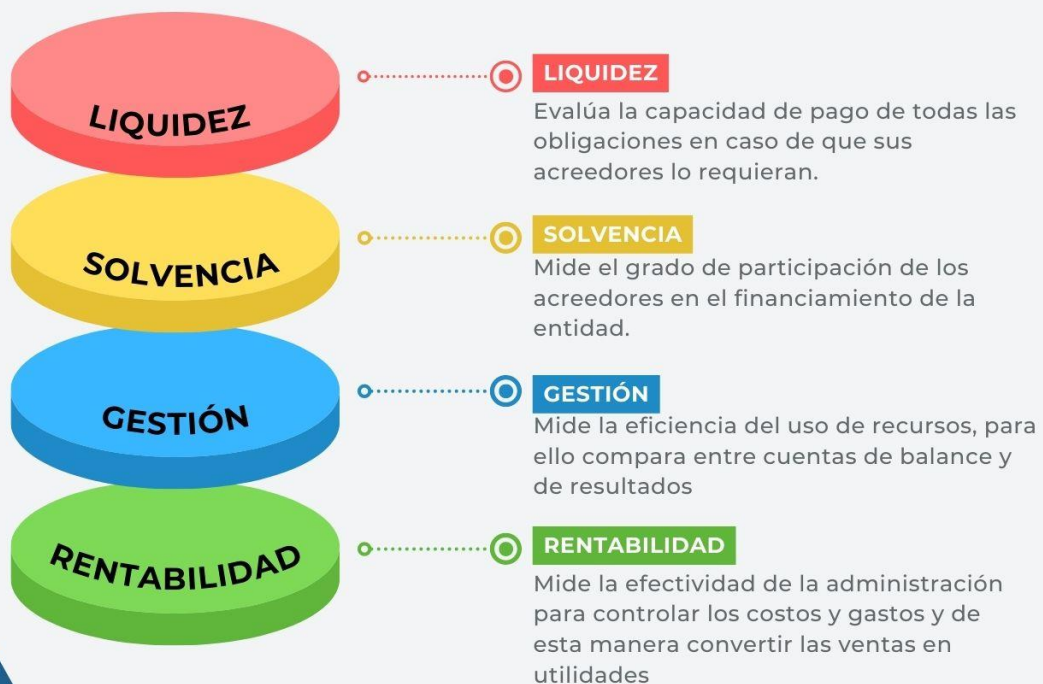 LIQUIDEZ
LIQUIDEZ
Evalúa la capacidad de pago de todas las
obligaciones en caso de que sus
acreedores lo requieran.
SOLVENCIA
SOLVENCIA
Mide el grado de participación de los
acreedores en el financiamiento de la
entidad.
GESTIÓN
GESTIÓN
Mide la eficiencia del uso de recursos, para
ello compara entre cuentas de balance y
de resultados
RENTABILIDAD
RENTABILIDAD
Mide la efectividad de la administración
para controlar los costos y gastos y de
esta manera convertir las ventas en
utilidades